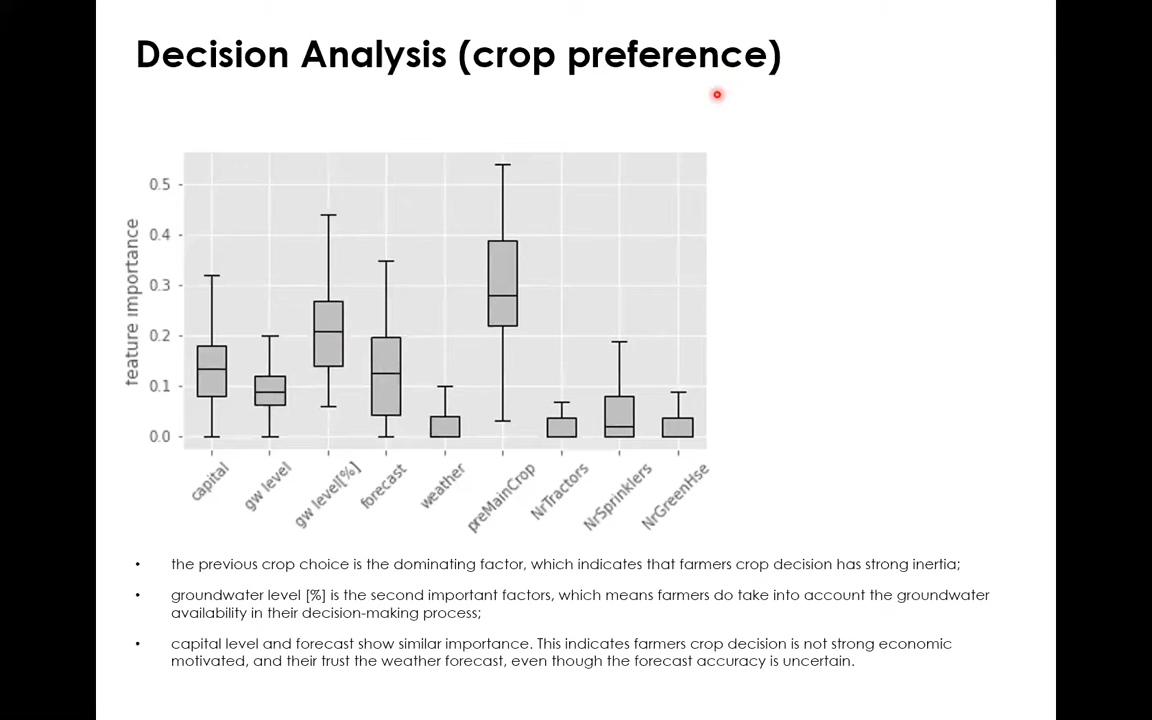 Decision Analysis (crop preference)
feature importance
0.5
0.4
0.3
0.2
0.1
0.0
capital
gw level
gw level[%]
forecast
weather
preMainCrop
NrTractors
NrSprinklers
NrGreenHse
• the previous crop choice is the dominating factor, which indicates that farmers crop decision has strong inertia;
• groundwater level [%] is the second important factors, which means farmers do take into account the groundwater
availability in their decision-making process;
• capital level and forecast show similar importance. This indicates farmers crop decision is not strong economic
motivated, and their trust the weather forecast, even though the forecast accuracy is uncertain.